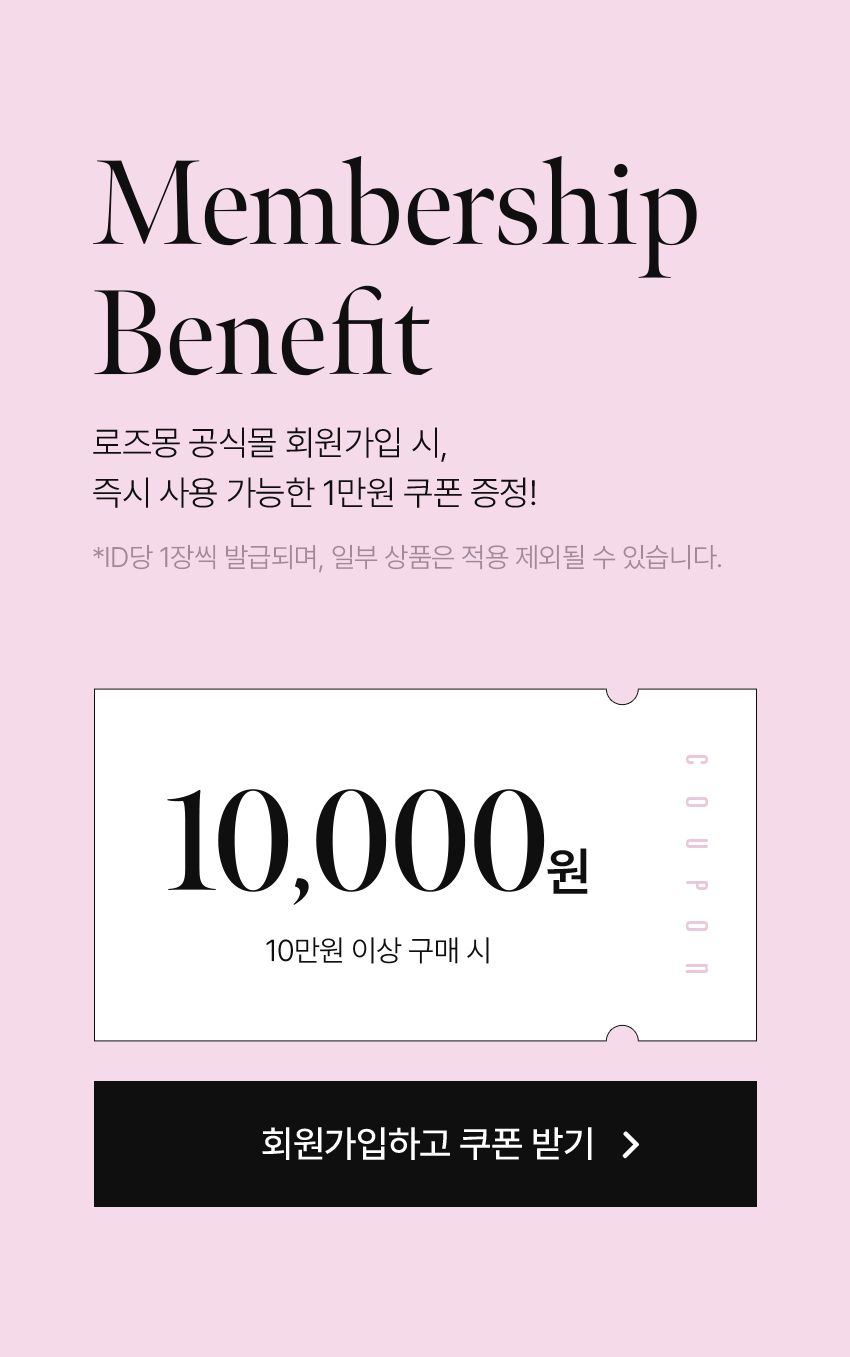 Membership
Benefit
로즈몽 공식몰 회원가입 시,
즉시 사용 가능한 1만원 쿠폰 증정!
*ID당 1장씩 발급되며, 일부 상품은 적용 제외될 수 있습니다.
10,000원
10만원 이상 구매 시
COUPON
회원가입하고 쿠폰 받기 >